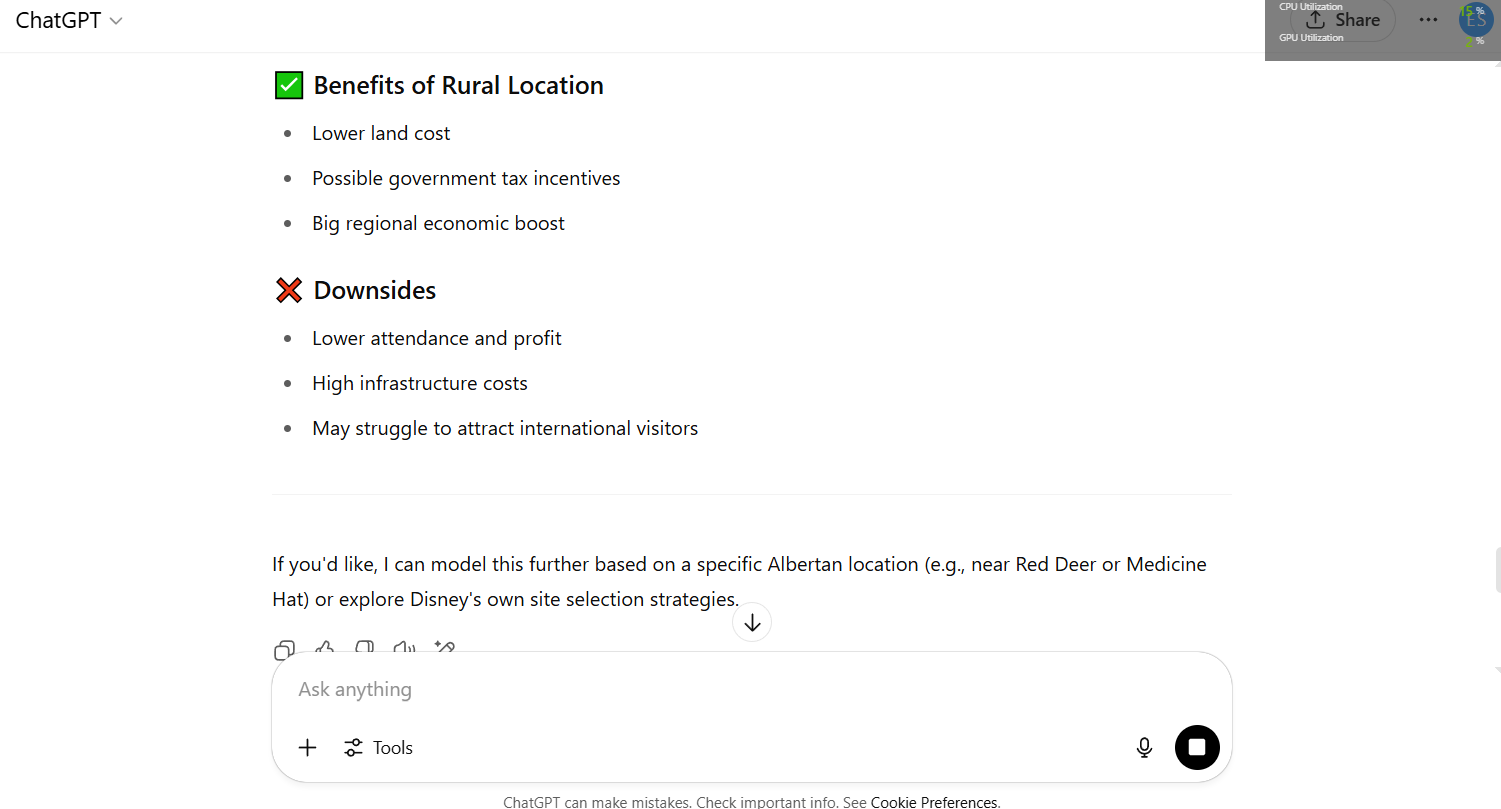 ChatGPT
CPU Utilization 15 %
Share
ES
GPU Utilization 2 %
Benefits of Rural Location
Lower land cost
Possible government tax incentives
Big regional economic boost
Downsides
Lower attendance and profit
High infrastructure costs
May struggle to attract international visitors
If you'd like, I can model this further based on a specific Albertan location (e.g., near Red Deer or Medicine
Hat) or explore Disney's own site selection strategies.
Ask anything
Tools
ChatGPT can make mistakes. Check important info. See Cookie Preferences.